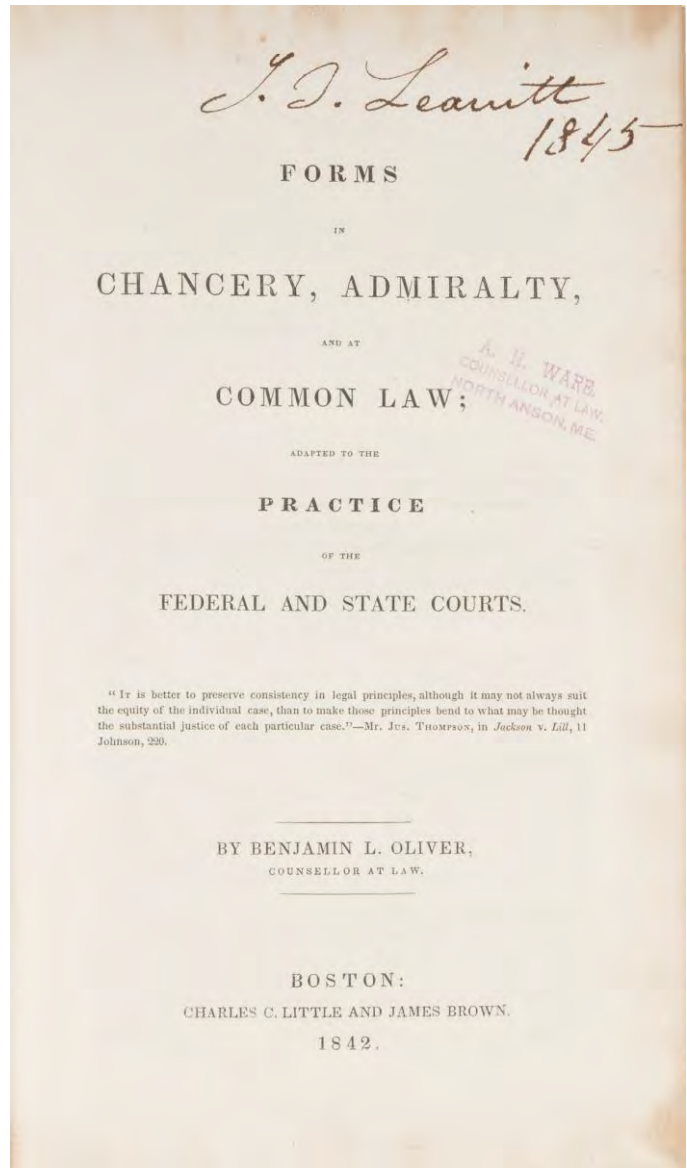 J. J. Leavitt
1845
FORMS
IN
CHANCERY, ADMIRALTY,
AND AT
A. H. WARE,
COUNSELLOR AT LAW,
NORTH ANSON, ME.
COMMON LAW;
ADAPTED TO THE
PRACTICE
OF THE
FEDERAL AND STATE COURTS.
"IT is better to preserve consistency in legal principles, although it may not always suit
the equity of the individual case, than to make those principles bend to what may be thought
the substantial justice of each particular case."—MR. JUS. THOMPSON, in Jackson v. Lill, 11
Johnson, 220.
BY BENJAMIN L. OLIVER,
COUNSELLOR AT LAW.
BOSTON:
CHARLES C. LITTLE AND JAMES BROWN.
1842.